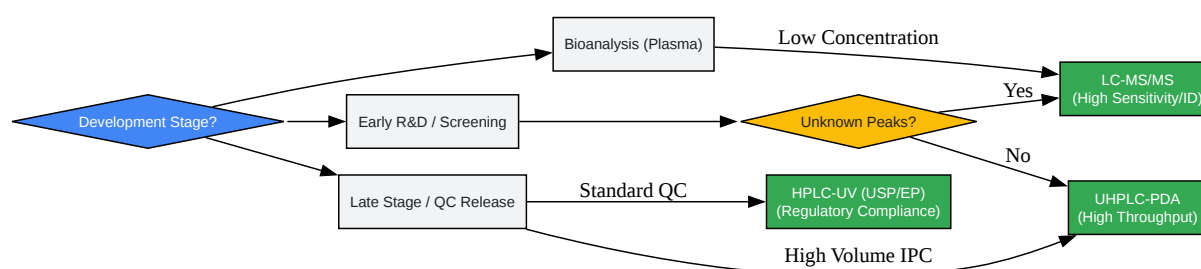 Bioanalysis (Plasma)
Low Concentration
LC-MS/MS
(High Sensitivity/ID)
Yes
Development Stage?
Early R&D / Screening
Unknown Peaks?
No
Late Stage / QC Release
Standard QC
HPLC-UV (USP/EP)
(Regulatory Compliance)
UHPLC-PDA
(High Throughput)
High Volume IPC